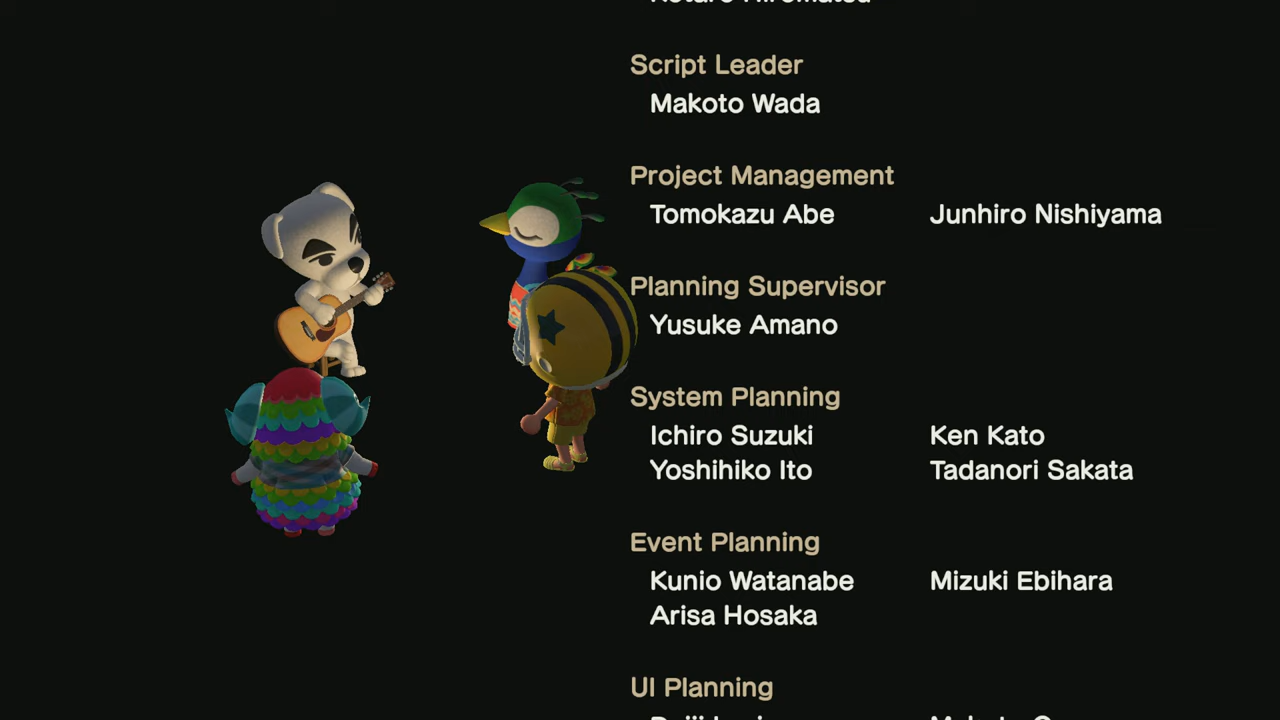 Script Leader
Makoto Wada
Project Management
Tomokazu Abe Junhiro Nishiyama
Planning Supervisor
Yusuke Amano
System Planning
Ichiro Suzuki Ken Kato
Yoshihiko Ito Tadanori Sakata
Event Planning
Kunio Watanabe Mizuki Ebihara
Arisa Hosaka
UI Planning